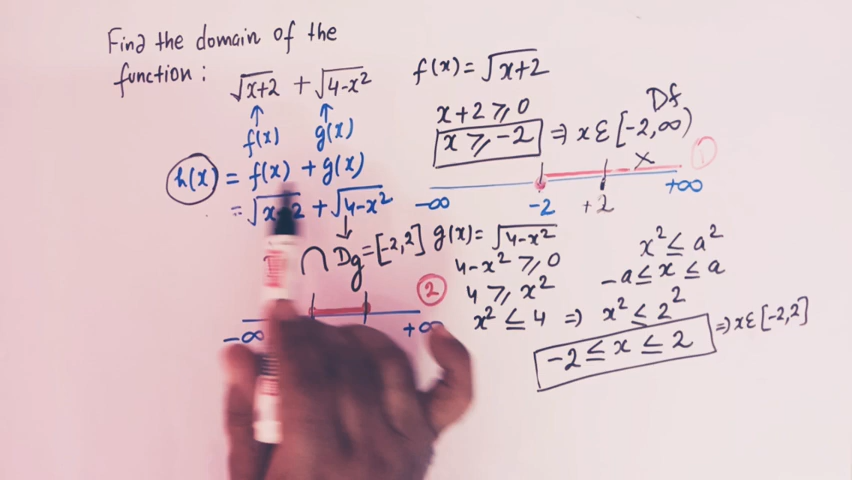 Find the domain of the
function: √x+2 + √4-x²
↑ ↑
f(x) g(x)
h(x) = f(x) + g(x)
= √x+2 + √4-x²
↓
∩ Dg = [-2,2]
②
-∞ +∞
f(x) = √x+2
x+2 ⩾ 0
x ⩾ -2 ⇒ x ∈ [-2,∞)
Df
x ①
-∞ -2 +2 +∞
g(x) = √4-x²
4-x² ⩾ 0
4 ⩾ x²
x² ≤ 4 ⇒ x² ≤ 2²
x² ≤ a²
-a ≤ x ≤ a
-2 ≤ x ≤ 2 ⇒ x ∈ [-2,2]